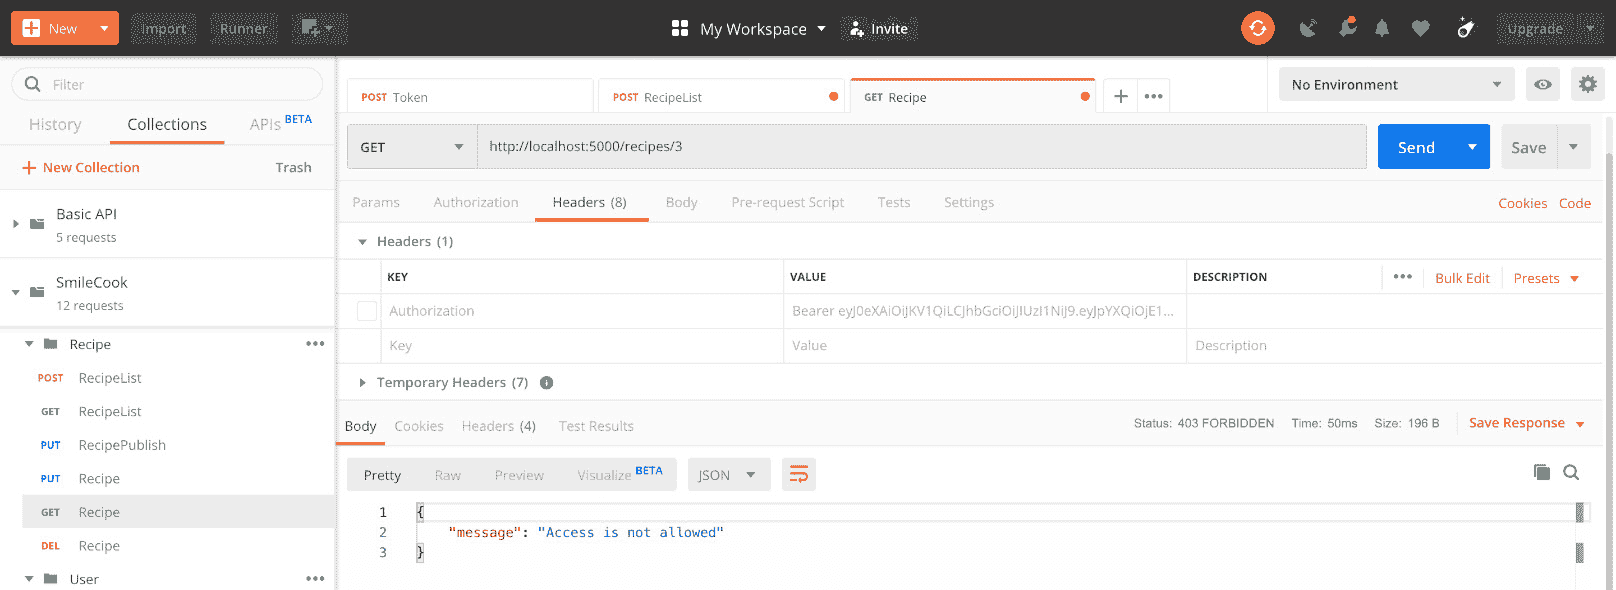 New Import Runner My Workspace Invite Upgrade
Filter
History Collections APIs BETA
New Collection Trash
Basic API
5 requests
SmileCook
12 requests
Recipe
POST RecipeList
GET RecipeList
PUT RecipePublish
PUT Recipe
GET Recipe
DEL Recipe
User
POST Token POST RecipeList GET Recipe
No Environment
GET http://localhost:5000/recipes/3 Send Save
Params Authorization Headers (8) Body Pre-request Script Tests Settings Cookies Code
Headers (1)
KEY VALUE DESCRIPTION Bulk Edit Presets
Authorization Bearer eyJ0eXAiOiJKV1QiLCJhbGciOiJIUzI1NiJ9.eyJpYXQiOjE1...
Key Value Description
Temporary Headers (7)
Body Cookies Headers (4) Test Results Status: 403 FORBIDDEN Time: 50ms Size: 196 B Save Response
Pretty Raw Preview Visualize BETA JSON
1 {
2 "message": "Access is not allowed"
3 }